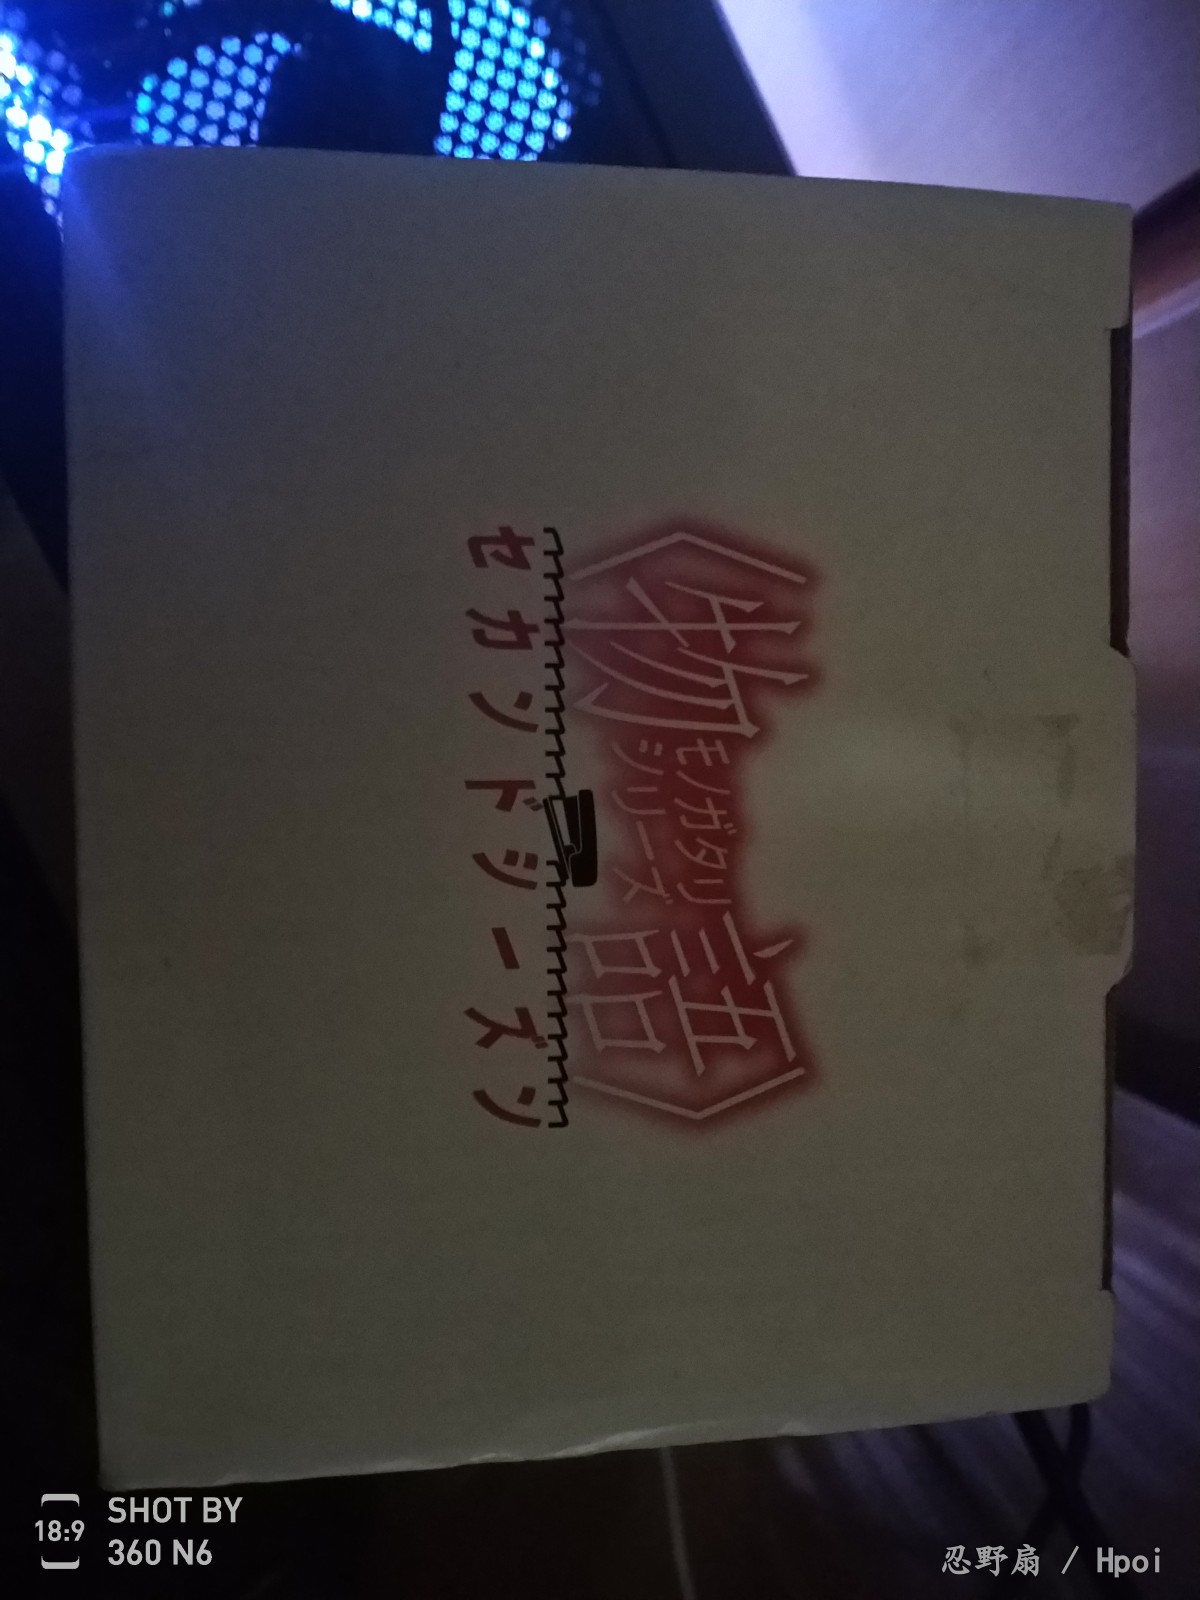 〈物語〉
モノガタリ
シリーズ
セカンドシーズン
18:9
SHOT BY
360 N6
忍野扇 / Hpoi